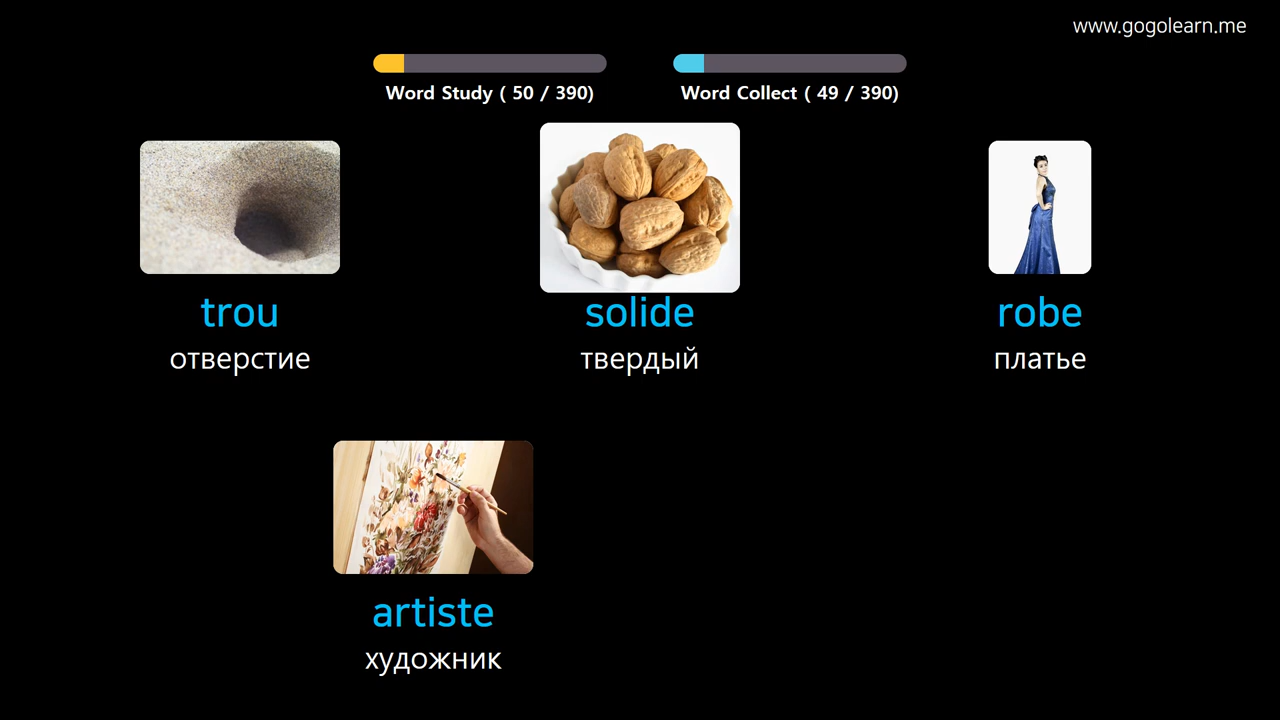 www.gogolearn.me
Word Study ( 50 / 390)
Word Collect ( 49 / 390)
trou
отверстие
solide
твердый
robe
платье
artiste
художник